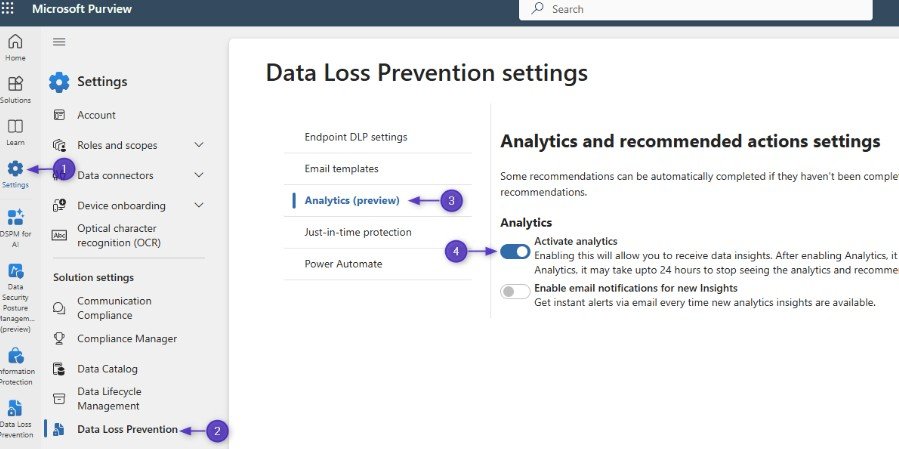 Microsoft Purview
Search
Home
Solutions
Learn
Settings
DSPM for
AI
Data
Security
Posture
Managem...
(preview)
Information
Protection
Data Loss
Prevention
Settings
Account
Roles and scopes
Data connectors
Device onboarding
Abc
Optical character
recognition (OCR)
Solution settings
Communication
Compliance
Compliance Manager
Data Catalog
Data Lifecycle
Management
Data Loss Prevention
1
2
Data Loss Prevention settings
Endpoint DLP settings
Email templates
Analytics (preview)
3
Just-in-time protection
Power Automate
Analytics and recommended actions settings
Some recommendations can be automatically completed if they haven't been complet
recommendations.
Analytics
4
Activate analytics
Enabling this will allow you to receive data insights. After enabling Analytics, it
Analytics, it may take upto 24 hours to stop seeing the analytics and recomme
Enable email notifications for new Insights
Get instant alerts via email every time new analytics insights are available.